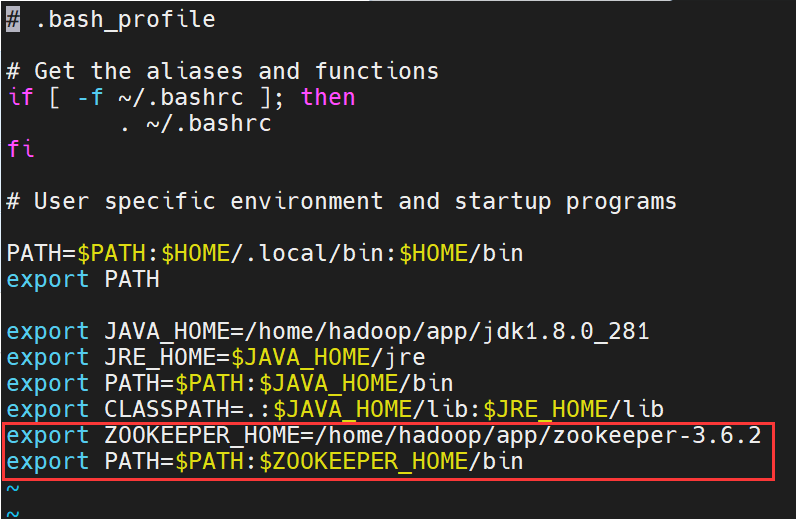 # .bash_profile
# Get the aliases and functions
if [ -f ~/.bashrc ]; then
        . ~/.bashrc
fi
# User specific environment and startup programs
PATH=$PATH:$HOME/.local/bin:$HOME/bin
export PATH
export JAVA_HOME=/home/hadoop/app/jdk1.8.0_281
export JRE_HOME=$JAVA_HOME/jre
export PATH=$PATH:$JAVA_HOME/bin
export CLASSPATH=.:$JAVA_HOME/lib:$JRE_HOME/lib
export ZOOKEEPER_HOME=/home/hadoop/app/zookeeper-3.6.2
export PATH=$PATH:$ZOOKEEPER_HOME/bin
~
~